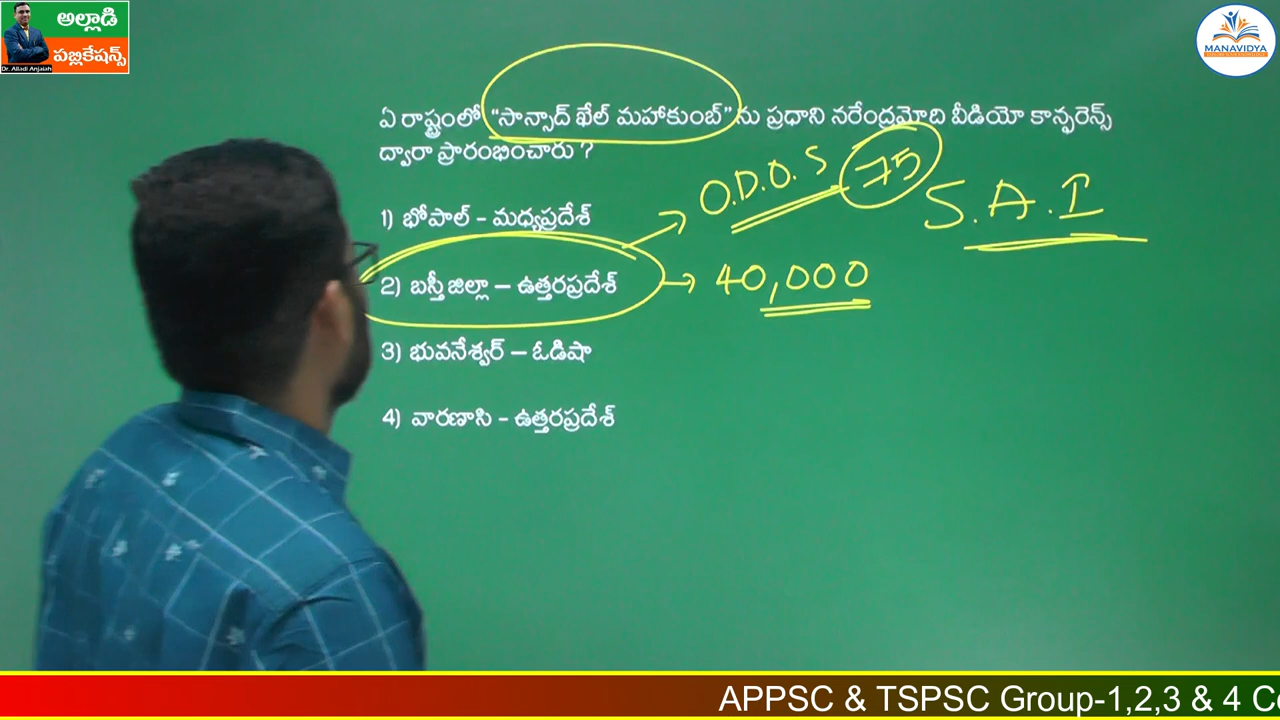 అల్లాడి
పబ్లికేషన్స్
Dr. Alladi Anjaiah
MANAVIDYA
ఏ రాష్ట్రంలో "సాన్సాద్ ఖేల్ మహాకుంబ్" ను ప్రధాని నరేంద్రమోది వీడియో కాన్ఫరెన్స్
ద్వారా ప్రారంభించారు ?
O.D.O.S 75
S.A.I
1) భోపాల్ - మధ్యప్రదేశ్
2) బస్తీ జిల్లా – ఉత్తరప్రదేశ్
40,000
3) భువనేశ్వర్ – ఓడిషా
4) వారణాసి - ఉత్తరప్రదేశ్
APPSC & TSPSC Group-1,2,3 & 4 C